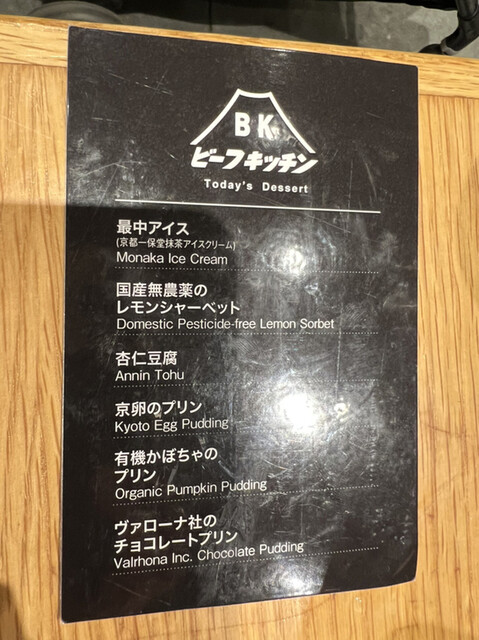 BK
ビーフキッチン
Today's Dessert
最中アイス
(京都一保堂抹茶アイスクリーム)
Monaka Ice Cream
国産無農薬の
レモンシャーベット
Domestic Pesticide-free Lemon Sorbet
杏仁豆腐
Annin Tohu
京卵のプリン
Kyoto Egg Pudding
有機かぼちゃの
プリン
Organic Pumpkin Pudding
ヴァローナ社の
チョコレートプリン
Valrhona Inc. Chocolate Pudding